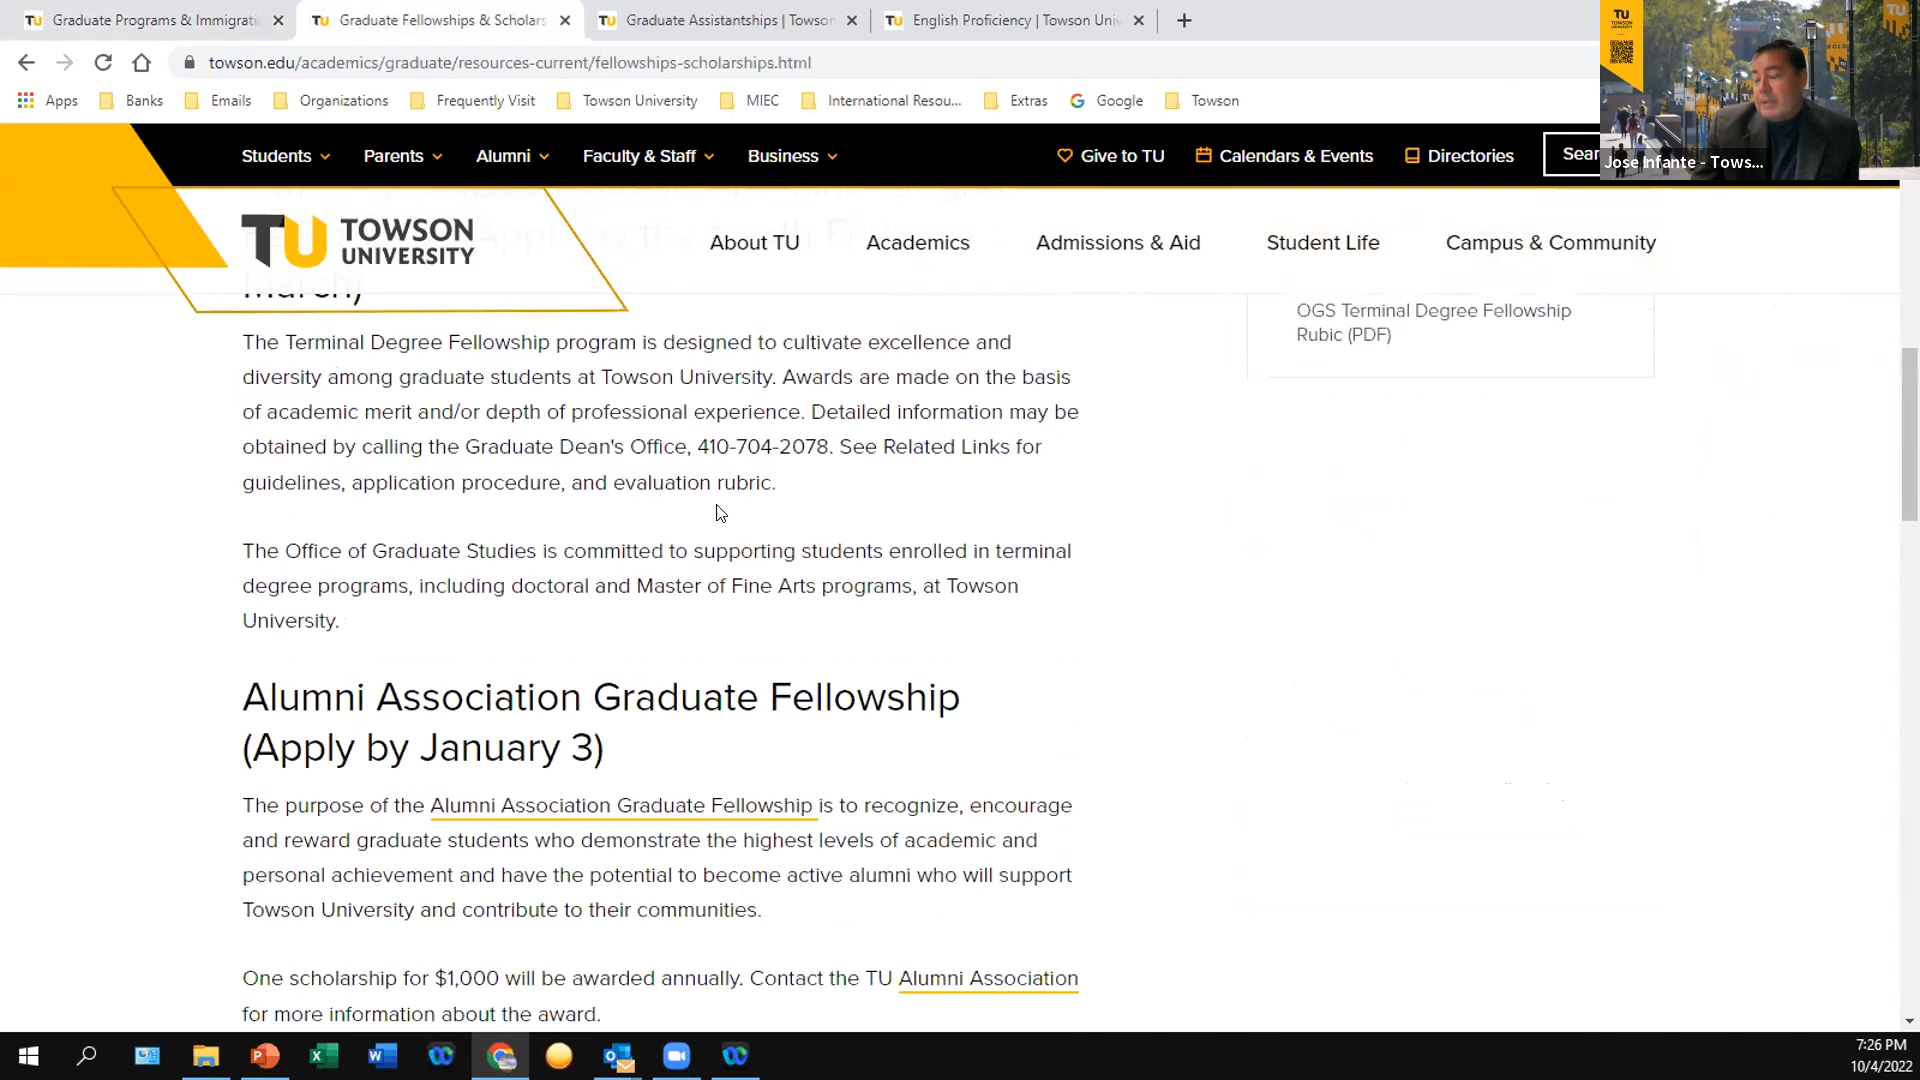 Graduate Programs & Immigrati
Graduate Fellowships & Scholars
Graduate Assistantships | Towson
English Proficiency | Towson Uni
towson.edu/academics/graduate/resources-current/fellowships-scholarships.html
Apps
Banks
Emails
Organizations
Frequently Visit
Towson University
MIEC
International Resou...
Extras
Google
Towson
Students
Parents
Alumni
Faculty & Staff
Business
Give to TU
Calendars & Events
Directories
Sear
Jose Infante - Tows...
TU TOWSON UNIVERSITY
About TU
Academics
Admissions & Aid
Student Life
Campus & Community
March)
OGS Terminal Degree Fellowship
Rubic (PDF)
The Terminal Degree Fellowship program is designed to cultivate excellence and
diversity among graduate students at Towson University. Awards are made on the basis
of academic merit and/or depth of professional experience. Detailed information may be
obtained by calling the Graduate Dean's Office, 410-704-2078. See Related Links for
guidelines, application procedure, and evaluation rubric.
The Office of Graduate Studies is committed to supporting students enrolled in terminal
degree programs, including doctoral and Master of Fine Arts programs, at Towson
University.
Alumni Association Graduate Fellowship
(Apply by January 3)
The purpose of the Alumni Association Graduate Fellowship is to recognize, encourage
and reward graduate students who demonstrate the highest levels of academic and
personal achievement and have the potential to become active alumni who will support
Towson University and contribute to their communities.
One scholarship for $1,000 will be awarded annually. Contact the TU Alumni Association
for more information about the award.
7:26 PM
10/4/2022